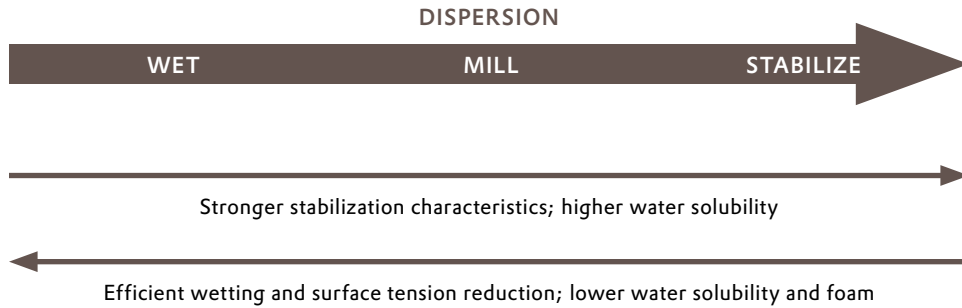 DISPERSION
WET MILL STABILIZE
Stronger stabilization characteristics; higher water solubility
Efficient wetting and surface tension reduction; lower water solubility and foam